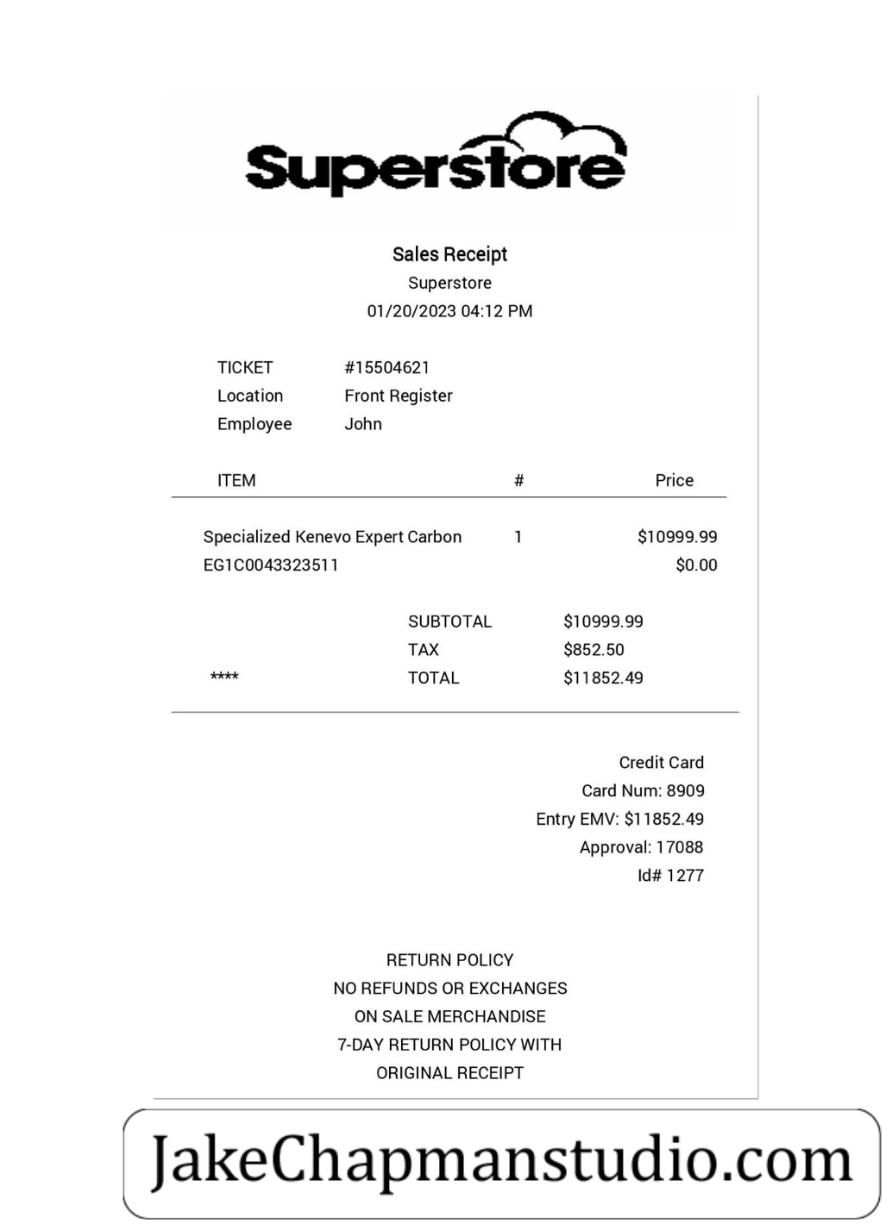 Superstore
Sales Receipt
Superstore
01/20/2023 04:12 PM
TICKET #15504621
Location Front Register
Employee John
ITEM # Price
Specialized Kenevo Expert Carbon 1 $10999.99
EG1C0043323511 $0.00
SUBTOTAL $10999.99
TAX $852.50
**** TOTAL $11852.49
Credit Card
Card Num: 8909
Entry EMV: $11852.49
Approval: 17088
Id# 1277
RETURN POLICY
NO REFUNDS OR EXCHANGES
ON SALE MERCHANDISE
7-DAY RETURN POLICY WITH
ORIGINAL RECEIPT
JakeChapmanstudio.com